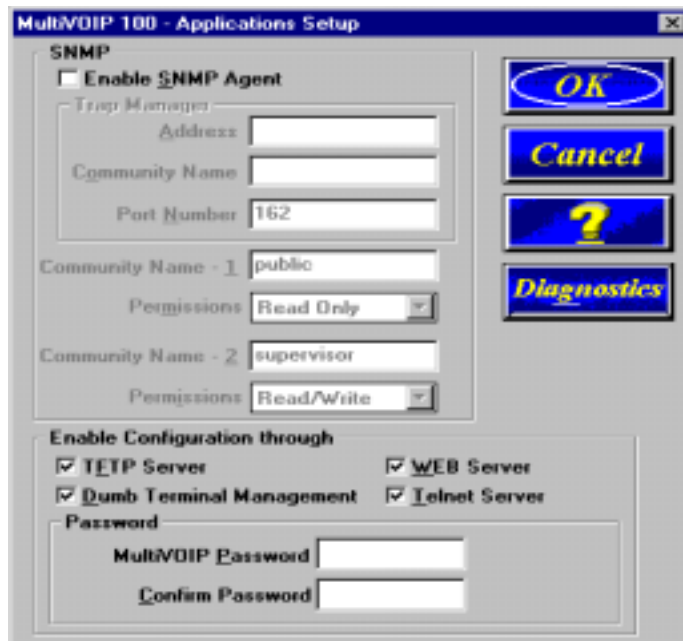 MultiVOIP 100 - Applications Setup
SNMP
Enable SNMP Agent
Trap Manager
Address
Community Name
Port Number 162
Community Name - 1 public
Permissions Read Only
Community Name - 2 supervisor
Permissions Read/Write
OK
Cancel
?
Diagnostics
Enable Configuration through
TFTP Server
WEB Server
Dumb Terminal Management
Telnet Server
Password
MultiVOIP Password
Confirm Password